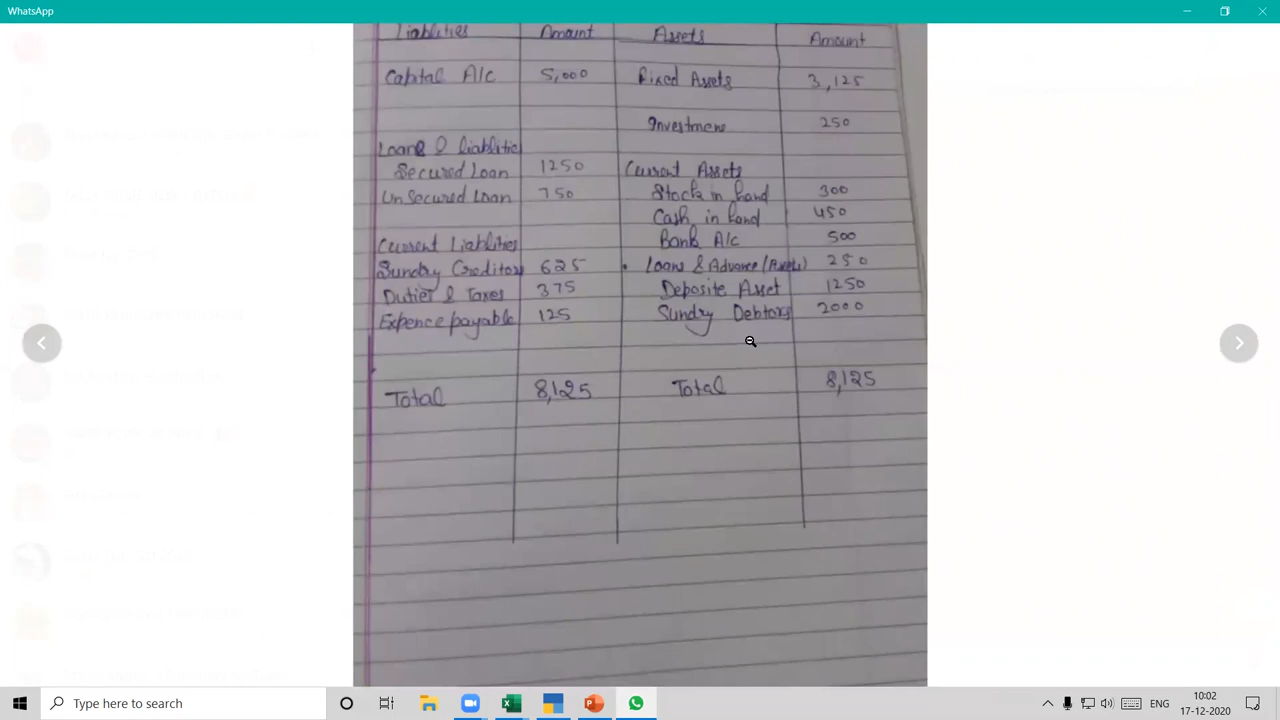 WhatsApp
Liablities Amount Assets Amount
Capital A/c 5,000 Fixed Assets 3,125
Investment 250
Loans & liablities
Secured Loan 1250 Current Assets
UnSecured Loan 750 Stock in hand 300
Cash in hand 450
Current Liablities Bank A/c 500
Sundry Creditors 625 Loans & Advance (Assets) 250
Duties & Taxes 375 Deposite Asset 1250
Expence payable 125 Sundry Debtors 2000
Total 8,125 Total 8,125
Type here to search
ENG
10:02
17-12-2020